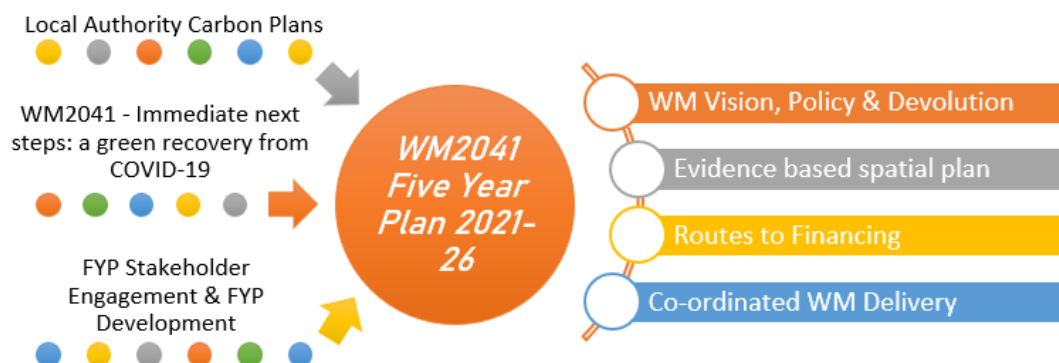 Local Authority Carbon Plans
WM2041 - Immediate next
steps: a green recovery from
COVID-19
FYP Stakeholder
Engagement & FYP
Development
WM2041
Five Year
Plan 2021-
26
WM Vision, Policy & Devolution
Evidence based spatial plan
Routes to Financing
Co-ordinated WM Delivery